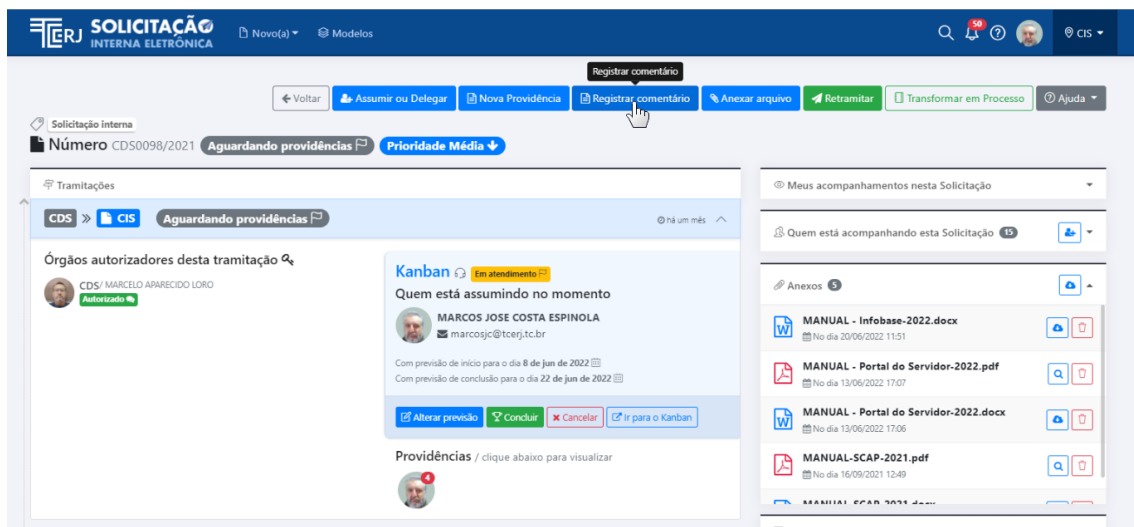 TCERJ SOLICITAÇÃO
INTERNA ELETRÔNICA
Novo(a)
Modelos
50
CIS
Registrar comentário
Voltar
Assumir ou Delegar
Nova Providência
Registrar comentário
Anexar arquivo
Retramitar
Transformar em Processo
Ajuda
Solicitação interna
Número CDS0098/2021 Aguardando providências Prioridade Média
Tramitações
CDS » CIS Aguardando providências há um mês
Órgãos autorizadores desta tramitação
CDS/ MARCELO APARECIDO LORO
Autorizado
Kanban Em atendimento
Quem está assumindo no momento
MARCOS JOSE COSTA ESPINOLA
marcosjc@tcerj.tc.br
Com previsão de início para o dia 8 de jun de 2022
Com previsão de conclusão para o dia 22 de jun de 2022
Alterar previsão
Concluir
Cancelar
Ir para o Kanban
Providências / clique abaixo para visualizar
4
Meus acompanhamentos nesta Solicitação
Quem está acompanhando esta Solicitação 15
Anexos 5
MANUAL - Infobase-2022.docx
No dia 20/06/2022 11:51
MANUAL - Portal do Servidor-2022.pdf
No dia 13/06/2022 17:07
MANUAL - Portal do Servidor-2022.docx
No dia 13/06/2022 17:06
MANUAL-SCAP-2021.pdf
No dia 16/09/2021 12:49
MANUAL-SCAP-2021.docx